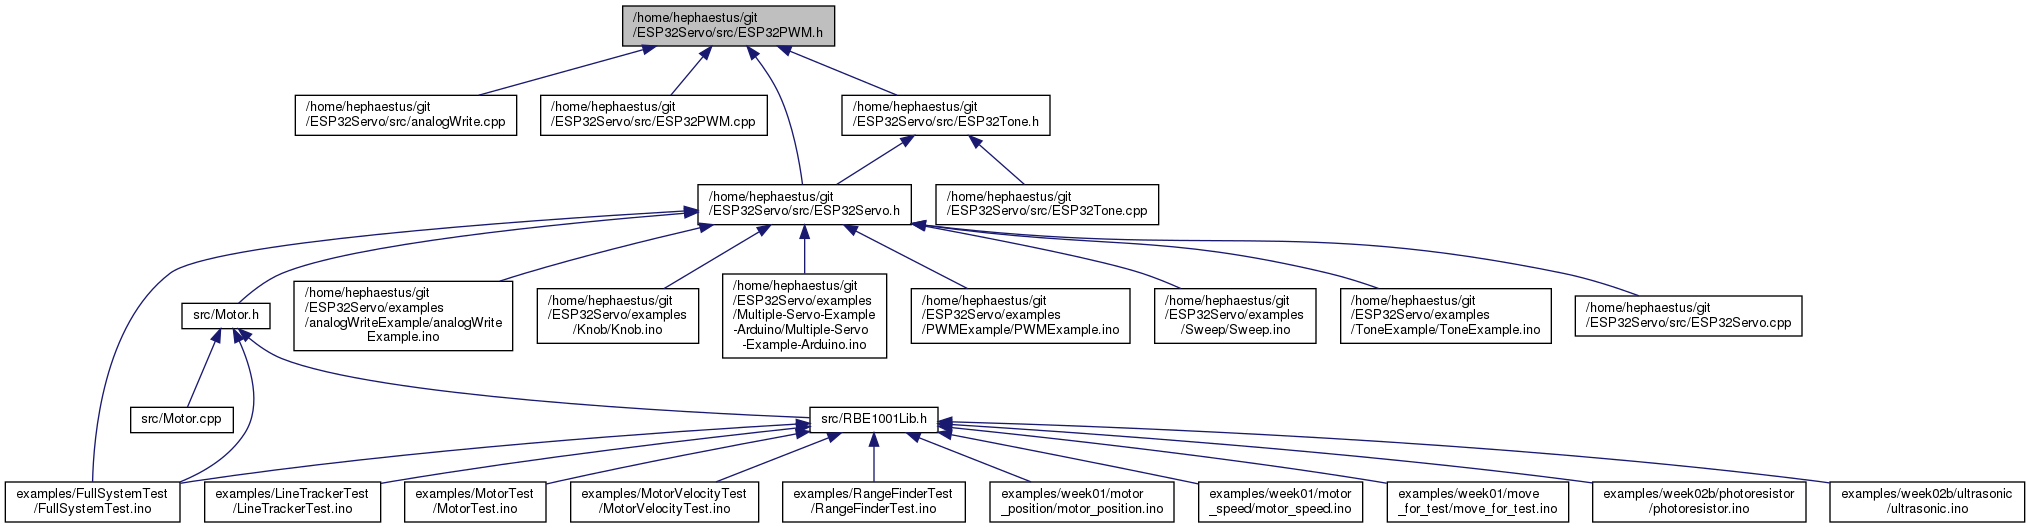 /home/hephaestus/git
/ESP32Servo/src/ESP32PWM.h
/home/hephaestus/git
/ESP32Servo/src/analogWrite.cpp
/home/hephaestus/git
/ESP32Servo/src/ESP32PWM.cpp
/home/hephaestus/git
/ESP32Servo/src/ESP32Tone.h
/home/hephaestus/git
/ESP32Servo/src/ESP32Servo.h
/home/hephaestus/git
/ESP32Servo/src/ESP32Tone.cpp
src/Motor.h
/home/hephaestus/git
/ESP32Servo/examples
/analogWriteExample/analogWrite
Example.ino
/home/hephaestus/git
/ESP32Servo/examples
/Knob/Knob.ino
/home/hephaestus/git
/ESP32Servo/examples
/Multiple-Servo-Example
-Arduino/Multiple-Servo
-Example-Arduino.ino
/home/hephaestus/git
/ESP32Servo/examples
/PWMExample/PWMExample.ino
/home/hephaestus/git
/ESP32Servo/examples
/Sweep/Sweep.ino
/home/hephaestus/git
/ESP32Servo/examples
/ToneExample/ToneExample.ino
/home/hephaestus/git
/ESP32Servo/src/ESP32Servo.cpp
src/Motor.cpp
src/RBE1001Lib.h
examples/FullSystemTest
/FullSystemTest.ino
examples/LineTrackerTest
/LineTrackerTest.ino
examples/MotorTest
/MotorTest.ino
examples/MotorVelocityTest
/MotorVelocityTest.ino
examples/RangeFinderTest
/RangeFinderTest.ino
examples/week01/motor
_position/motor_position.ino
examples/week01/motor
_speed/motor_speed.ino
examples/week01/move
_for_test/move_for_test.ino
examples/week02b/photoresistor
/photoresistor.ino
examples/week02b/ultrasonic
/ultrasonic.ino